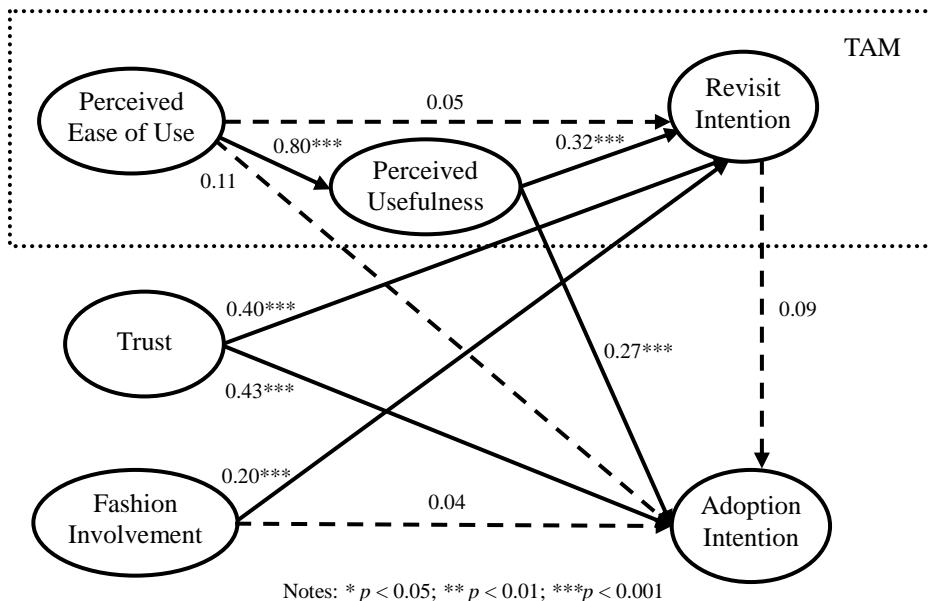 TAM
Perceived
Ease of Use
0.05
Revisit
Intention
0.80***
0.32***
Perceived
Usefulness
0.11
0.40***
Trust
0.09
0.27***
0.43***
0.20***
Fashion
Involvement
0.04
Adoption
Intention
Notes: * p < 0.05; ** p < 0.01; ***p < 0.001